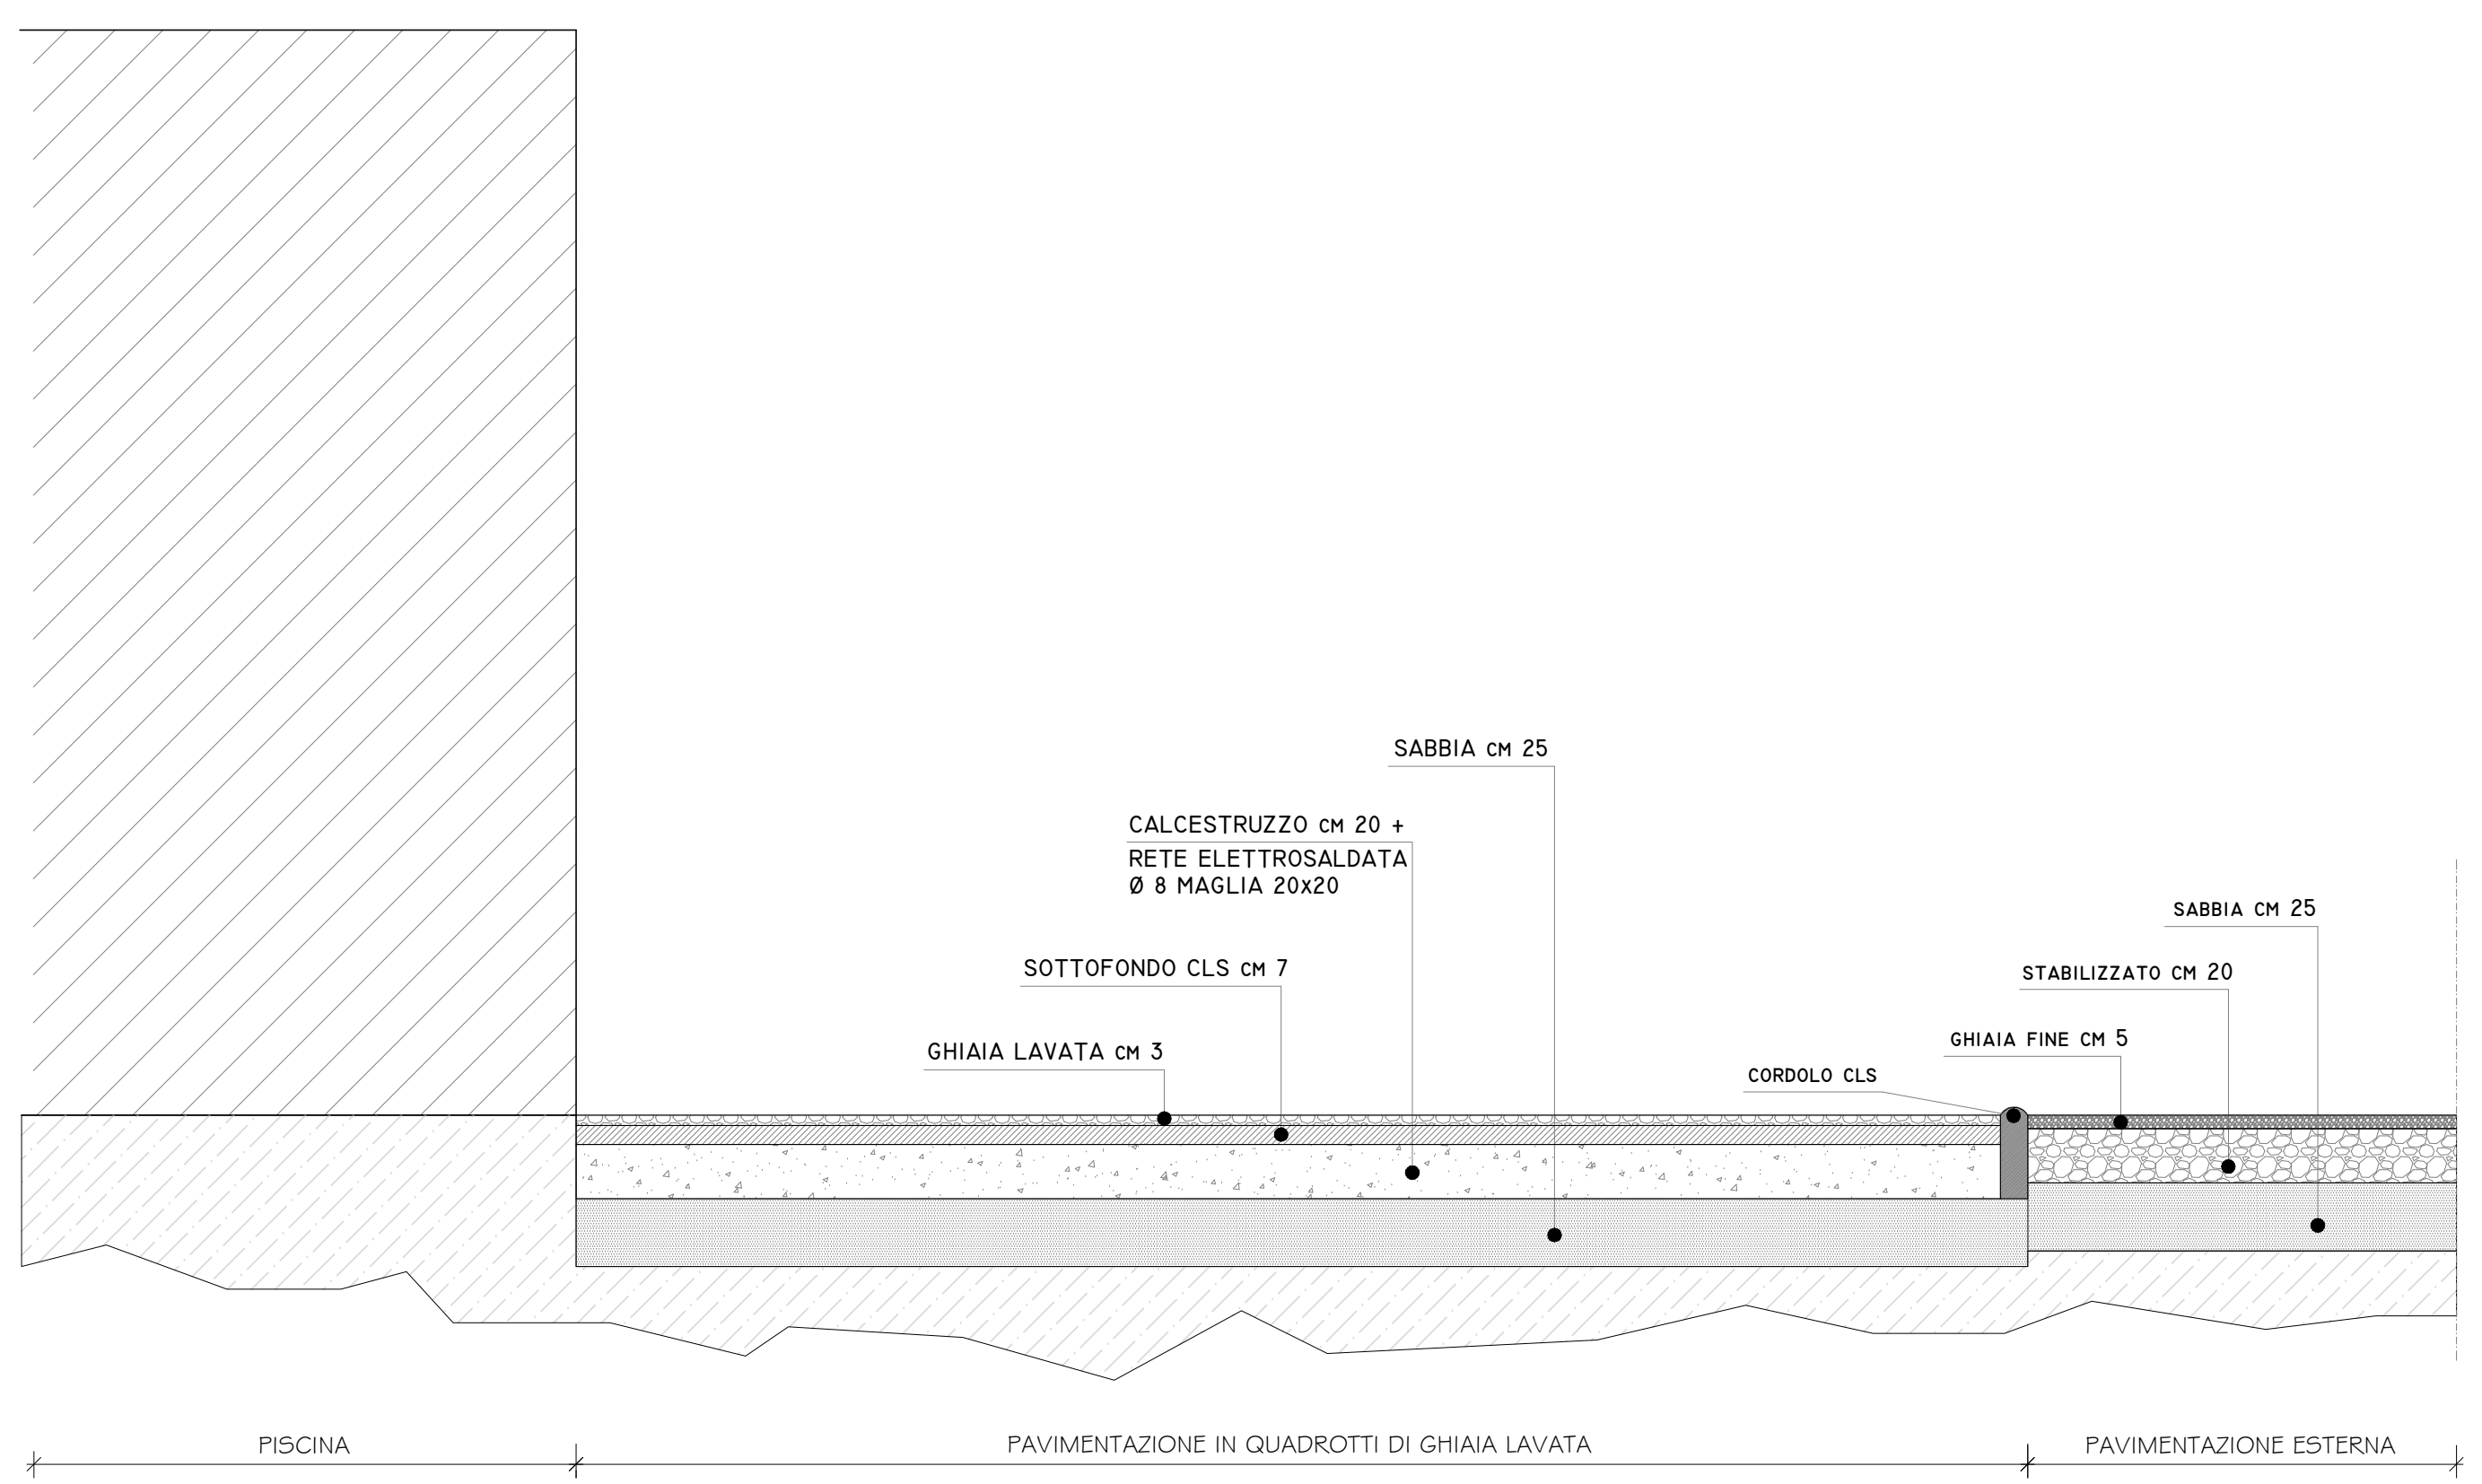 SABBIA CM 25
CALCESTRUZZO CM 20 +
RETE ELETTROSALDATA
Ø 8 MAGLIA 20X20
SABBIA CM 25
SOTTOFONDO CLS CM 7
STABILIZZATO CM 20
GHIAIA LAVATA CM 3
GHIAIA FINE CM 5
CORDOLO CLS
PISCINA
PAVIMENTAZIONE IN QUADROTTI DI GHIAIA LAVATA
PAVIMENTAZIONE ESTERNA